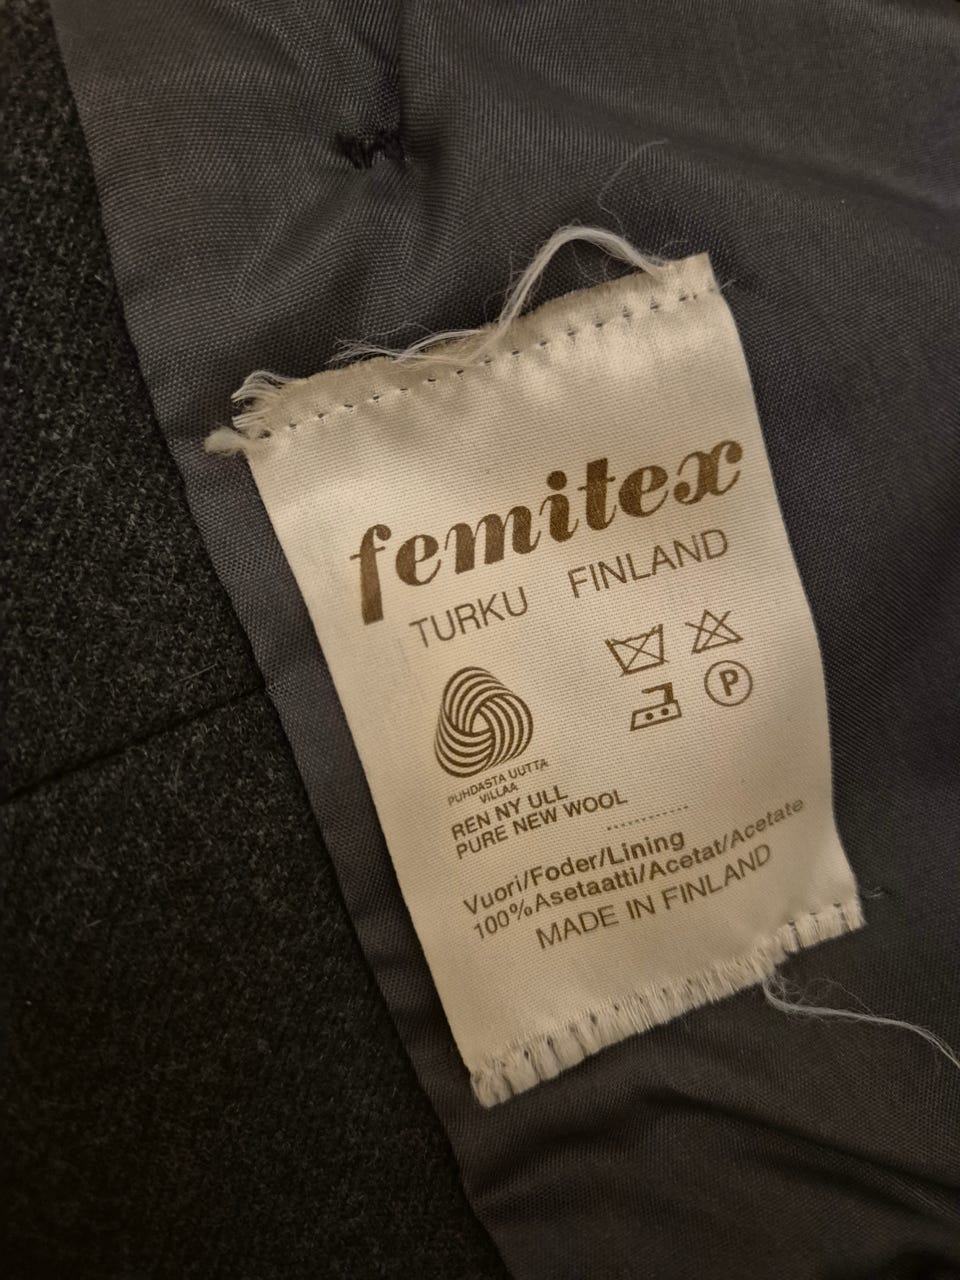 femitex
TURKU FINLAND
P
PUHDASTA UUTTA
VILLAA
REN NY ULL
PURE NEW WOOL
............
Vuori/Foder/Lining
100%Asetaatti/Acetat/Acetate
MADE IN FINLAND